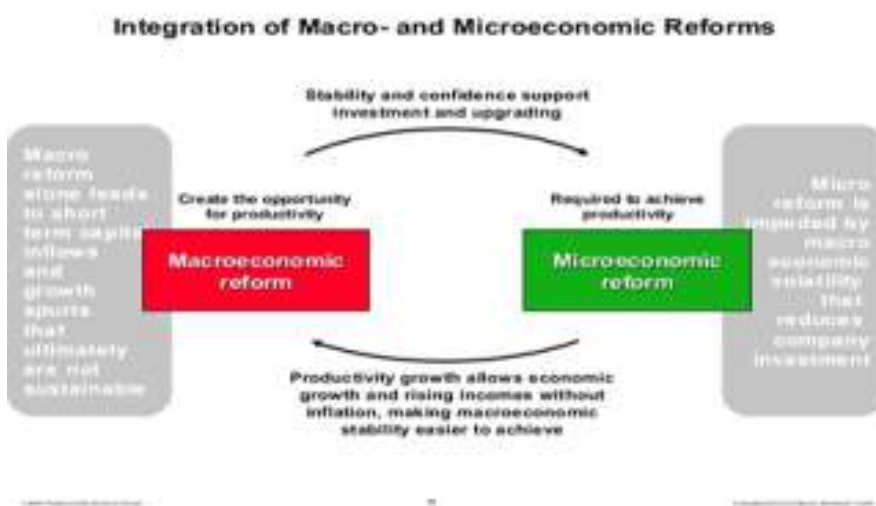 Integration of Macro- and Microeconomic Reforms
Stability and confidence support
investment and upgrading
Macro
reform
alone leads
to short
term capital
inflows
and
growth
spurts
that
ultimately
are not
sustainable
Create the opportunity
for productivity
Macroeconomic
reform
Required to achieve
productivity
Microeconomic
reform
Micro
reform is
impeded by
macro
economic
volatility
that
reduces
company
investment
Productivity growth allows economic
growth and rising incomes without
inflation, making macroeconomic
stability easier to achieve